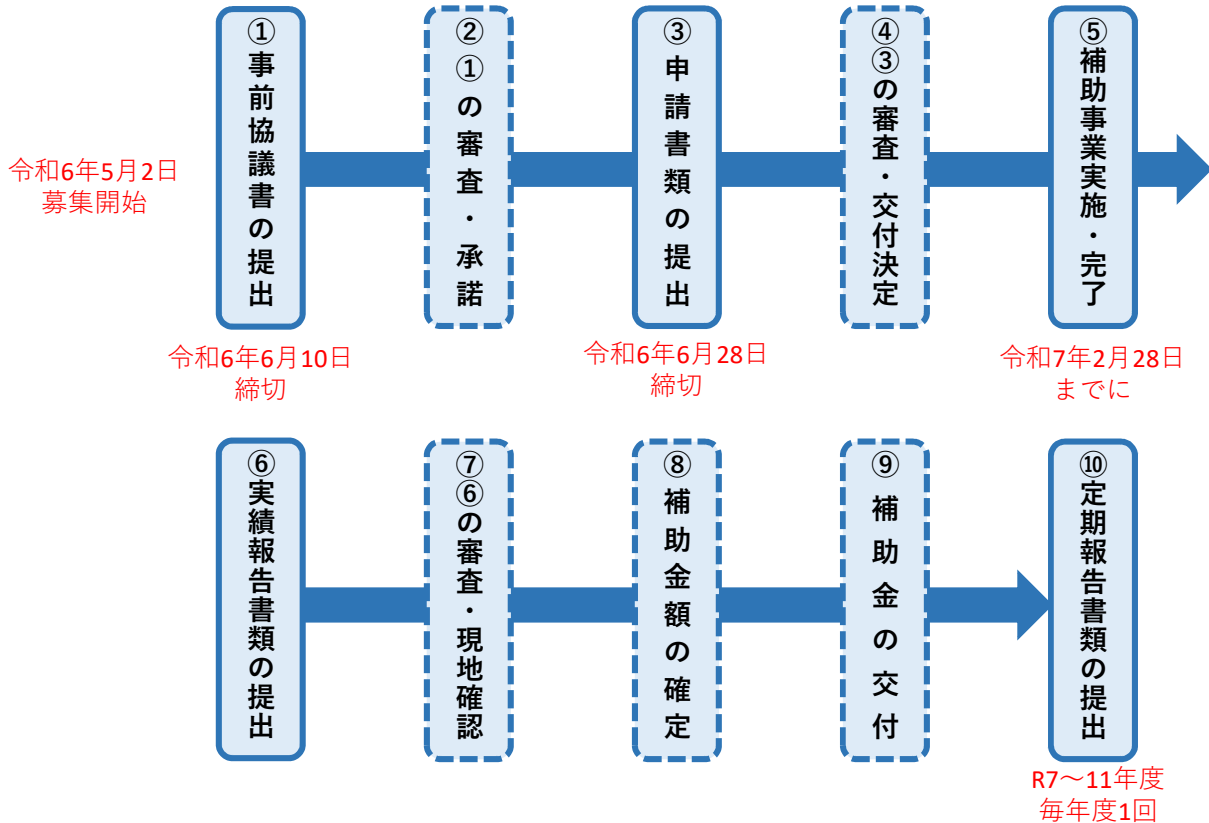 令和6年5月2日
募集開始
①事前協議書の提出
②①の審査・承諾
③申請書類の提出
④③の審査・交付決定
⑤補助事業実施・完了
令和6年6月10日
締切
令和6年6月28日
締切
令和7年2月28日
までに
⑥実績報告書類の提出
⑦⑥の審査・現地確認
⑧補助金額の確定
⑨補助金の交付
⑩定期報告書類の提出
R7～11年度
毎年度1回